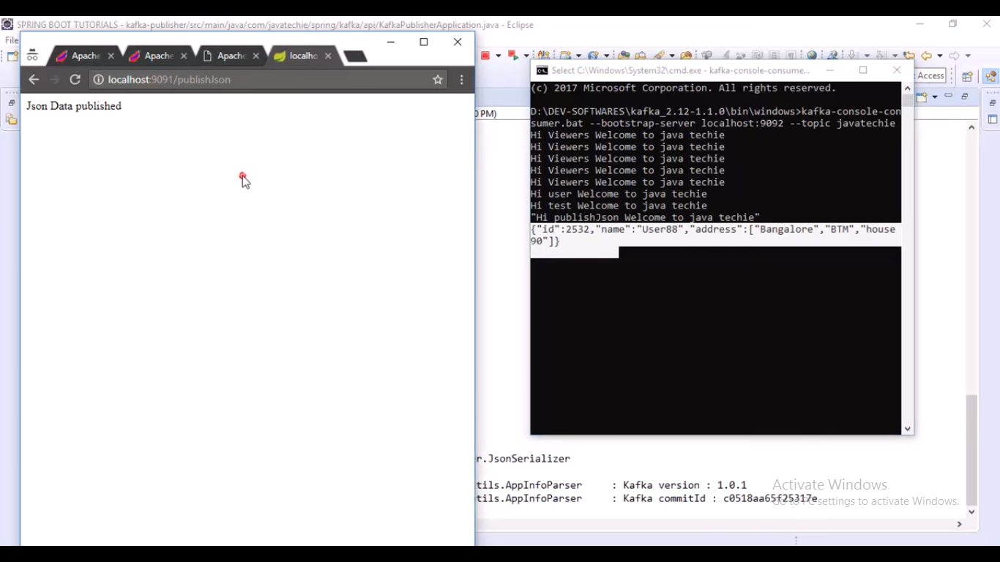 SPRING BOOT TUTORIALS - kafka-publisher/src/main/java/com/javatechie/spring/kafka/api/KafkaPublisherApplication.java - Eclipse
File
Apache
Apache
Apache
localho
localhost:9091/publishJson
Json Data published
Select C:\Windows\System32\cmd.exe - kafka-console-consume...
Access
(c) 2017 Microsoft Corporation. All rights reserved.
D:\DEV-SOFTWARES\kafka_2.12-1.1.0\bin\windows>kafka-console-con
sumer.bat --bootstrap-server localhost:9092 --topic javatechie
Hi Viewers Welcome to java techie
Hi Viewers Welcome to java techie
Hi Viewers Welcome to java techie
Hi Viewers Welcome to java techie
Hi Viewers Welcome to java techie
Hi user Welcome to java techie
Hi test Welcome to java techie
"Hi publishJson Welcome to java techie"
{"id":2532,"name":"User88","address":["Bangalore","BTM","house
90"]}
PM)
r.JsonSerializer
tils.AppInfoParser : Kafka version : 1.0.1
tils.AppInfoParser : Kafka commitId : c0518aa65f25317e
Activate Windows
Go to PC settings to activate Windows.